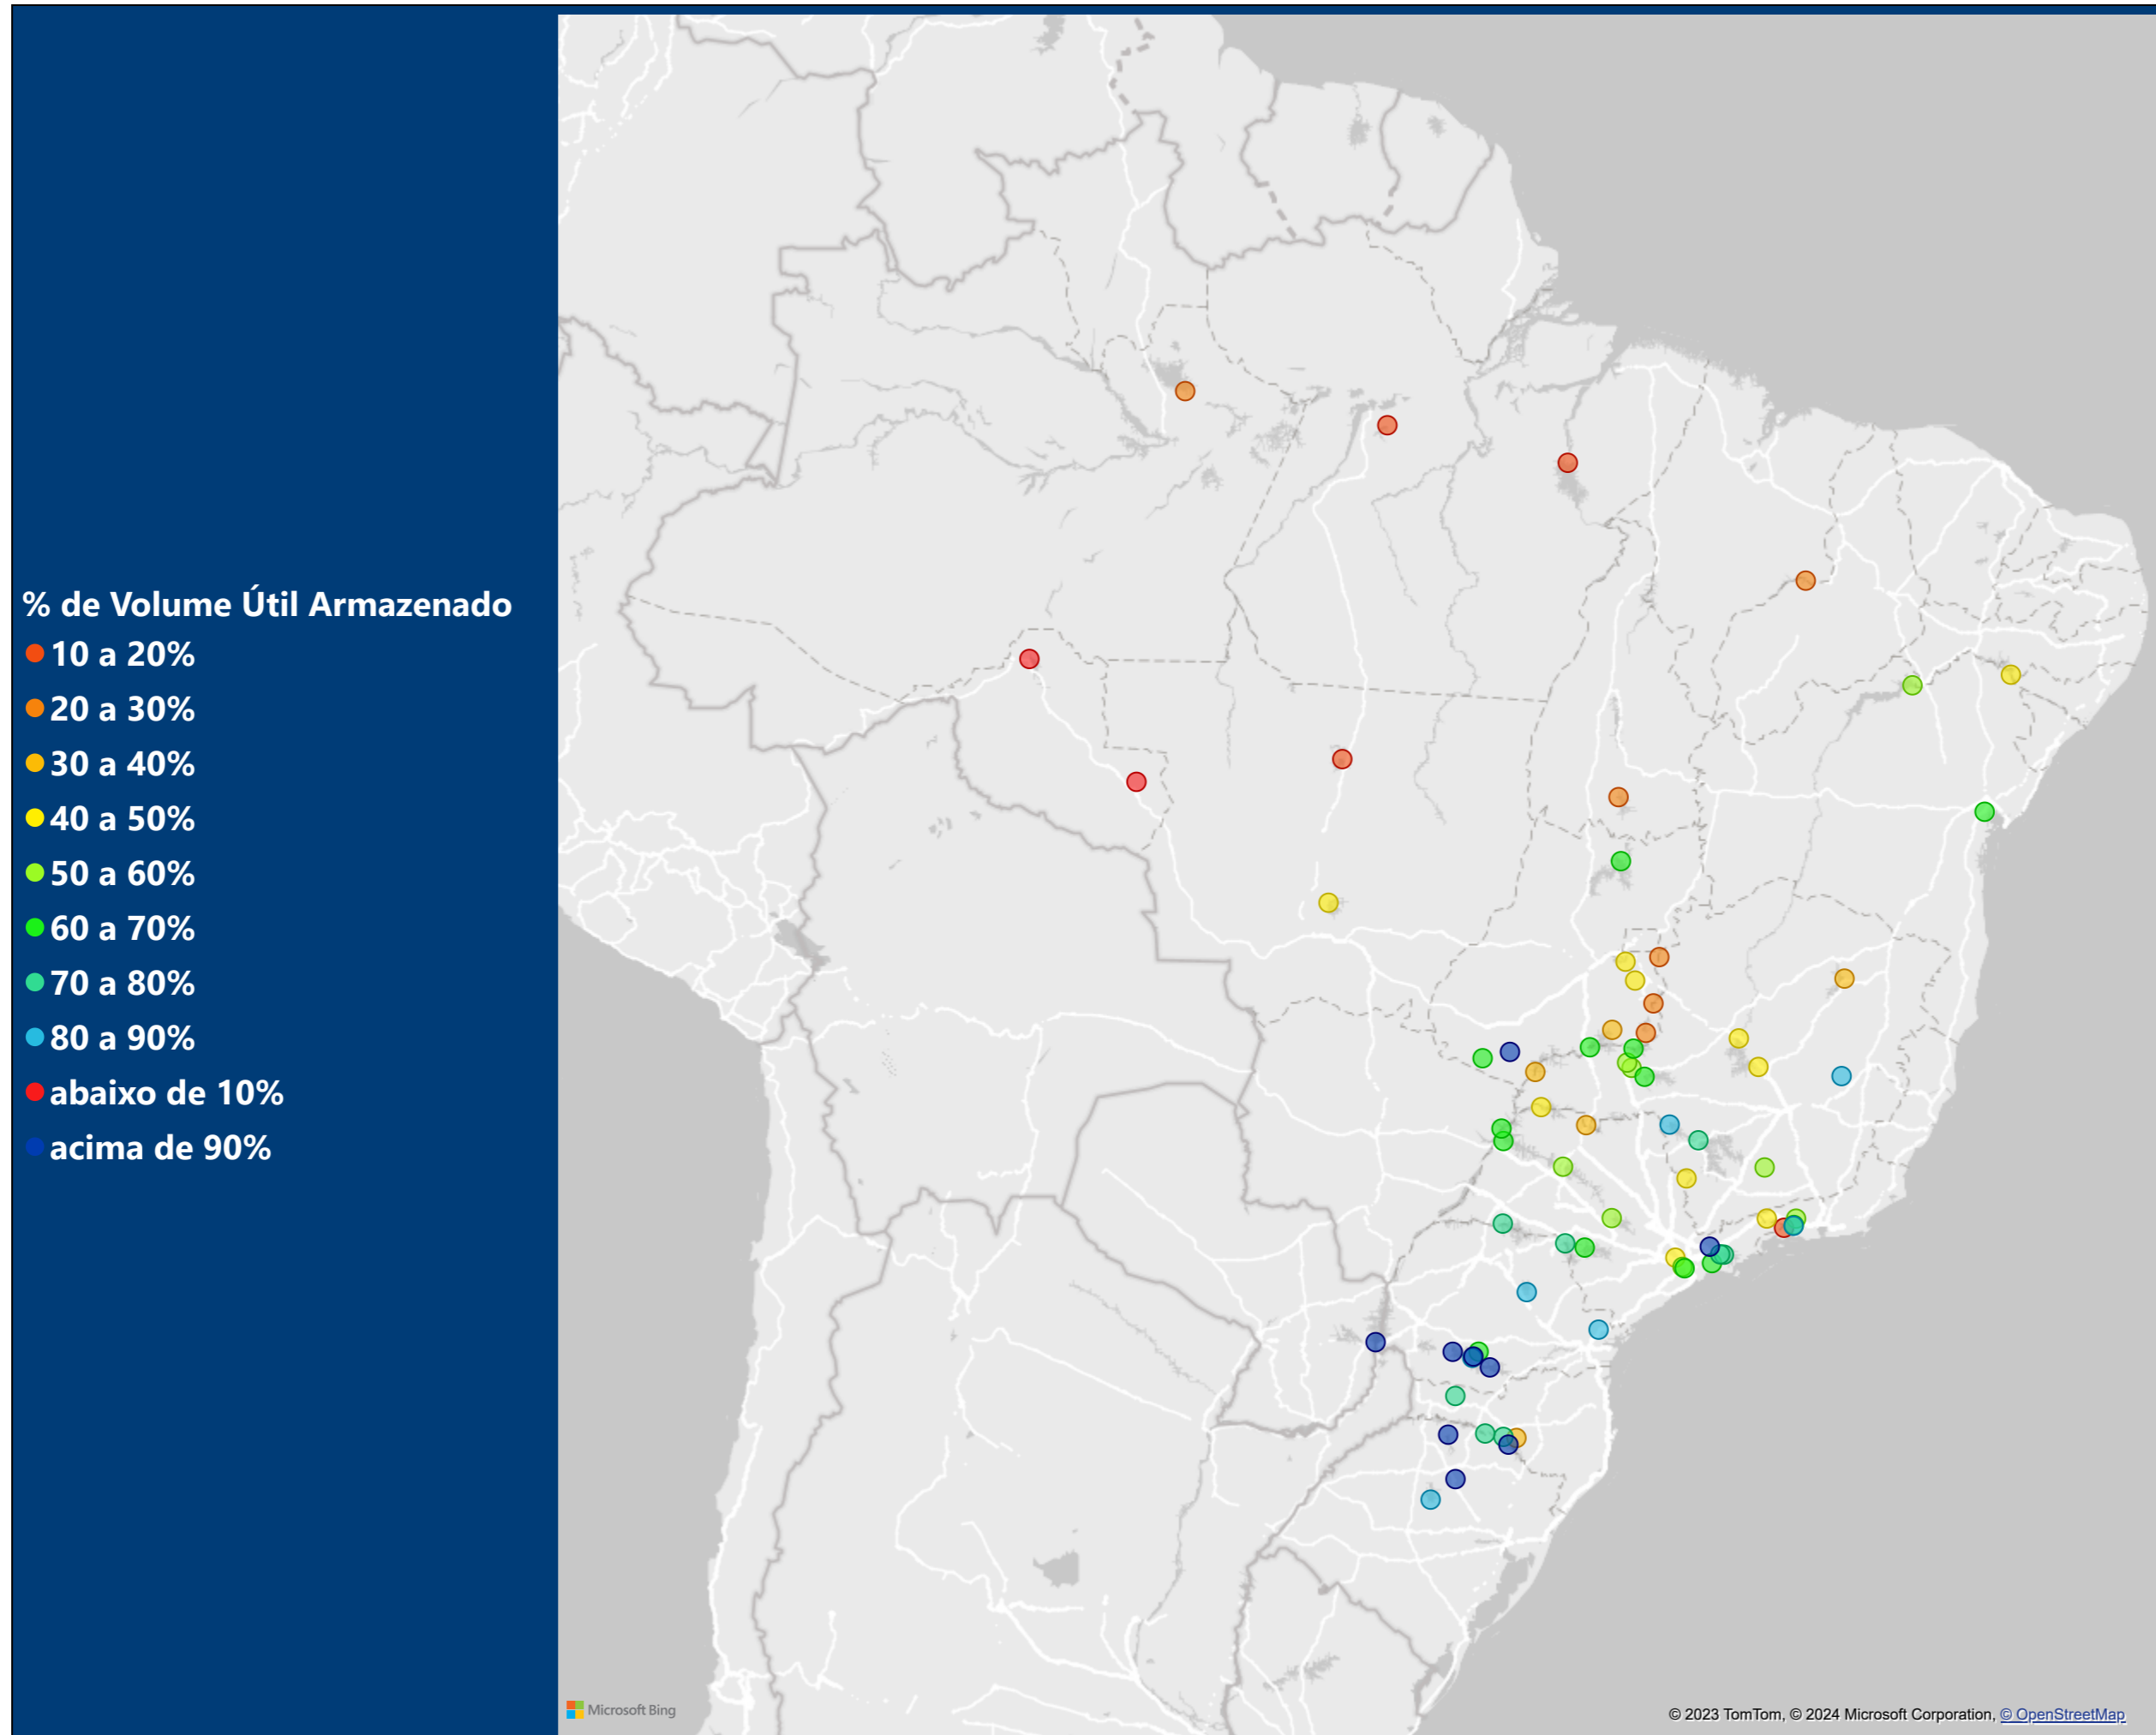 % de Volume Útil Armazenado
10 a 20%
20 a 30%
30 a 40%
40 a 50%
50 a 60%
60 a 70%
70 a 80%
80 a 90%
abaixo de 10%
acima de 90%
Microsoft Bing
© 2023 TomTom, © 2024 Microsoft Corporation, © OpenStreetMap